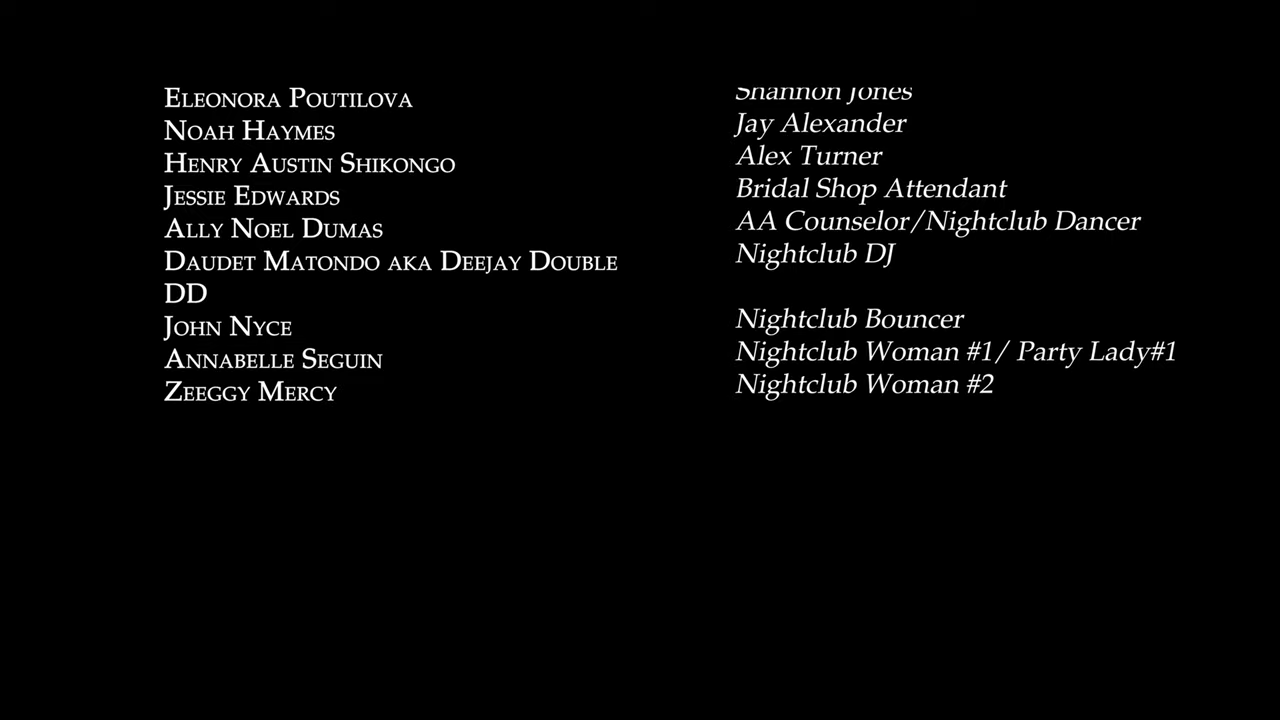 Eleonora Poutilova Shannon Jones
Noah Haymes Jay Alexander
Henry Austin Shikongo Alex Turner
Jessie Edwards Bridal Shop Attendant
Ally Noel Dumas AA Counselor/Nightclub Dancer
Daudet Matondo aka Deejay Double Nightclub DJ
DD
John Nyce Nightclub Bouncer
Annabelle Seguin Nightclub Woman #1/ Party Lady#1
Zeeggy Mercy Nightclub Woman #2